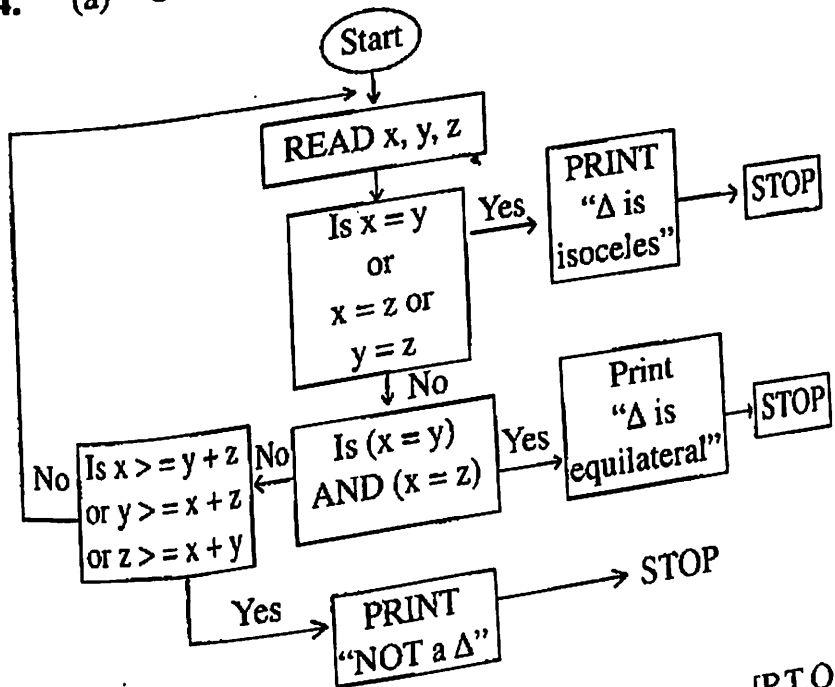 4. (a)
Start
READ x, y, z
Is x = y
or
x = z or
y = z
Yes
PRINT
“Δ is
isoceles”
STOP
No
Is (x = y)
AND (x = z)
Yes
Print
“Δ is
equilateral”
STOP
No
Is x > = y + z
or y > = x + z
or z > = x + y
No
Yes
PRINT
“NOT a Δ”
STOP
[P.T.O